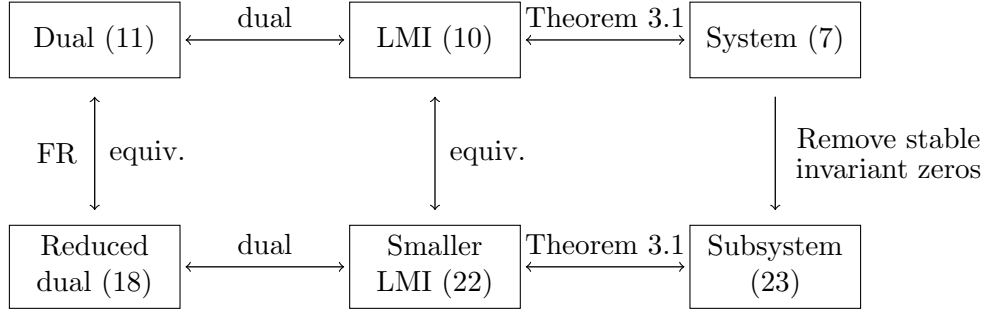 dual
Theorem 3.1
Dual (11)
LMI (10)
System (7)
FR
equiv.
equiv.
Remove stable
invariant zeros
Reduced
dual (18)
dual
Smaller
LMI (22)
Theorem 3.1
Subsystem
(23)